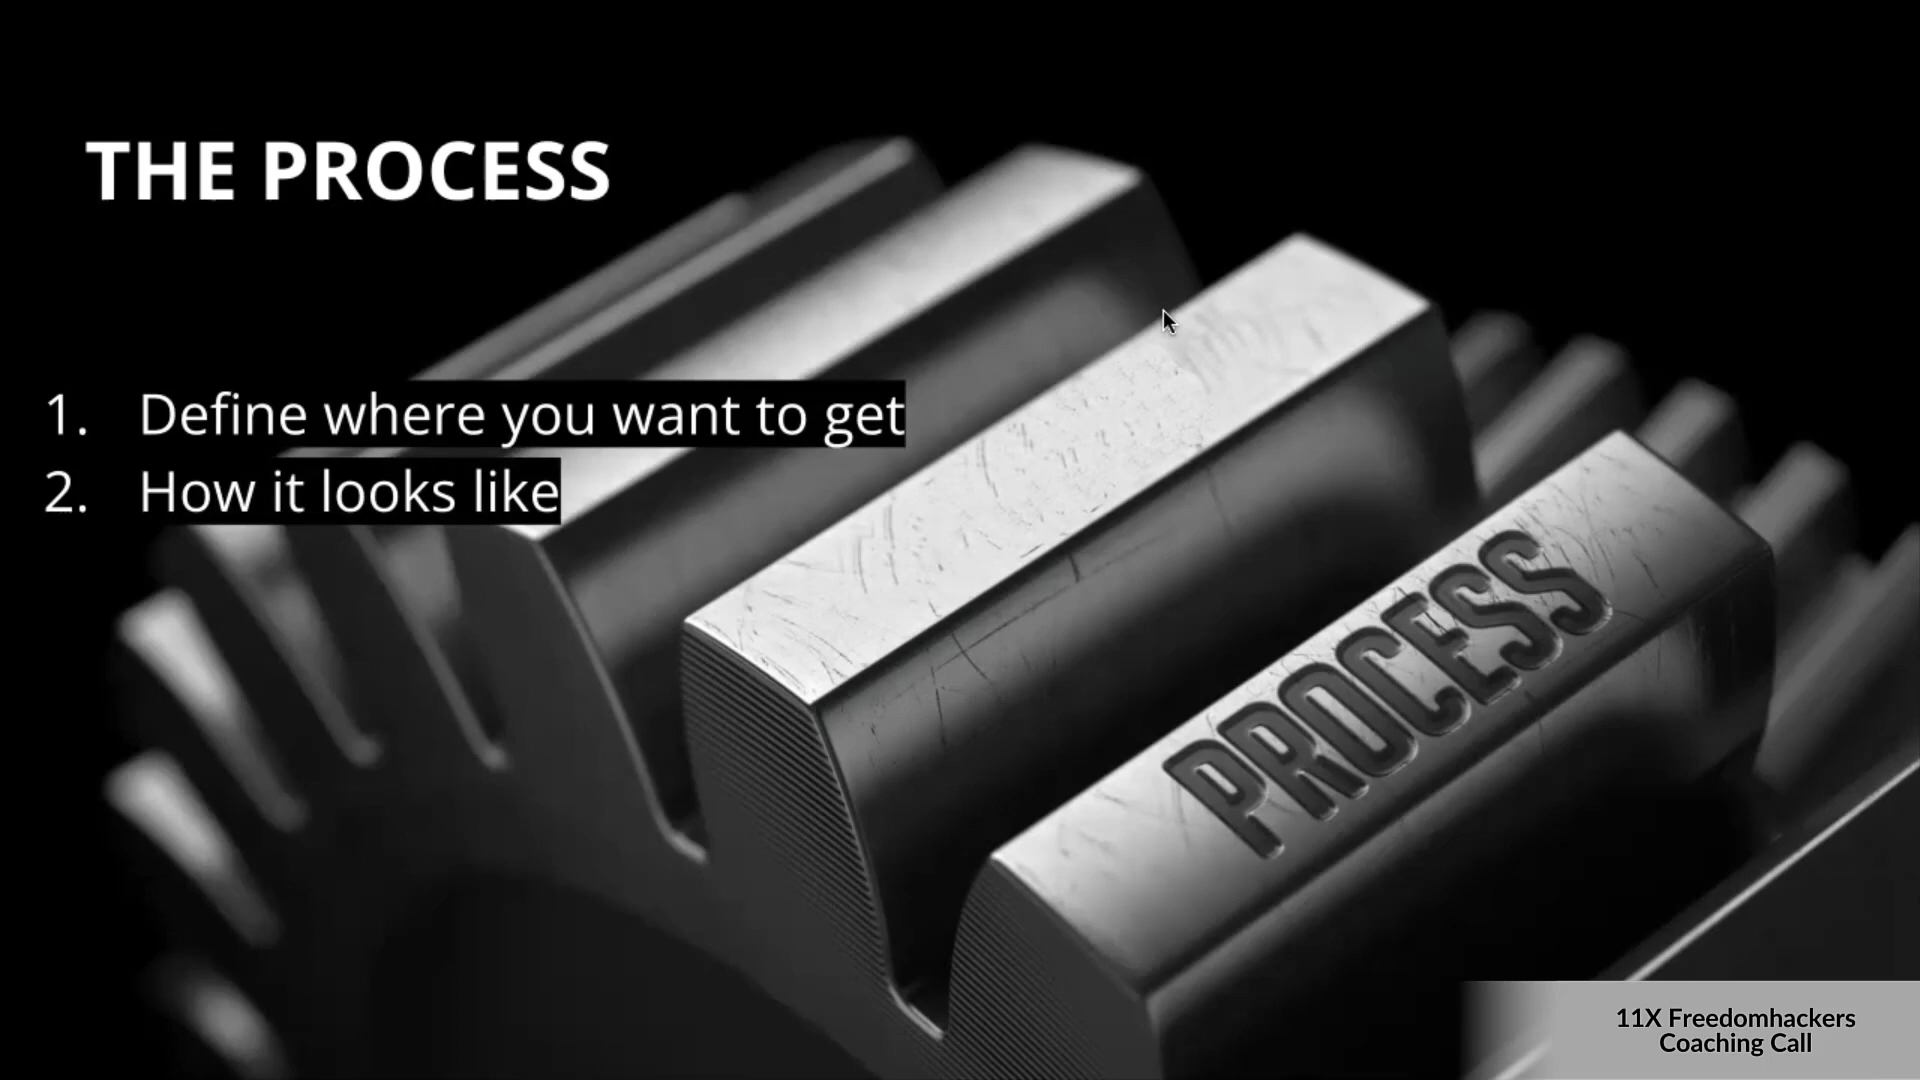 THE PROCESS
1. Define where you want to get
2. How it looks like
PROCESS
11X Freedomhackers
Coaching Call